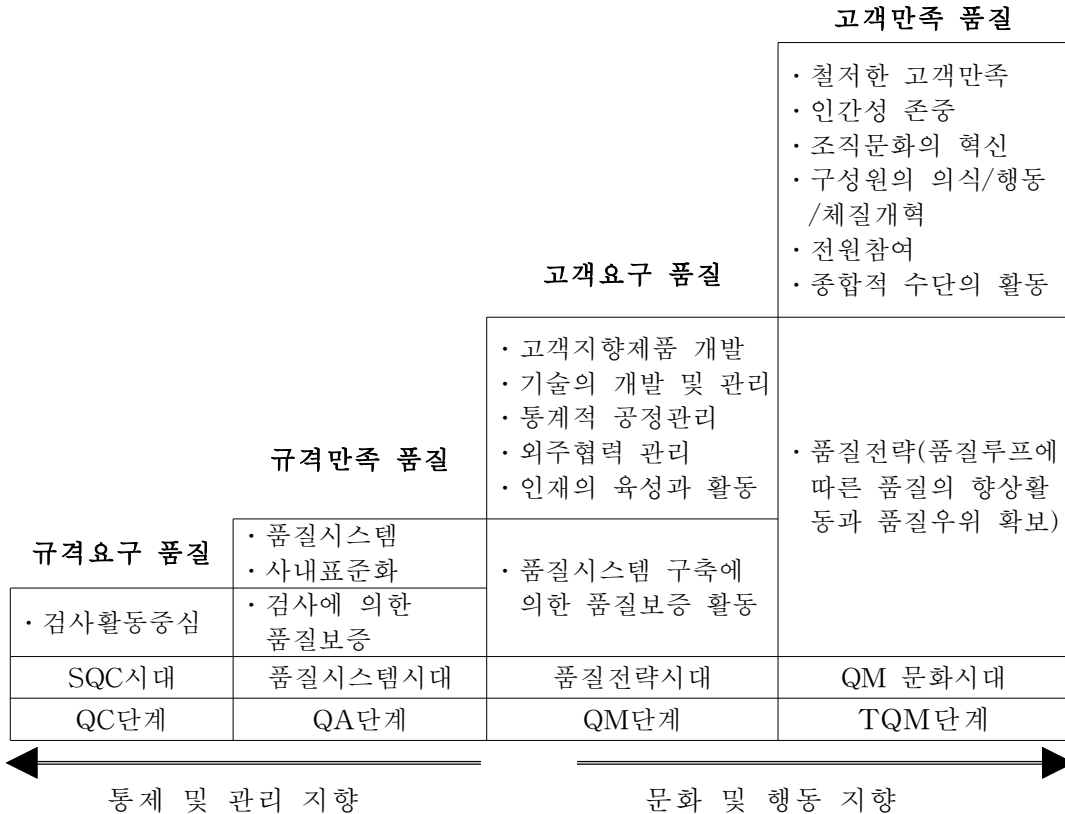 고객만족 품질
· 철저한 고객만족
· 인간성 존중
· 조직문화의 혁신
· 구성원의 의식/행동
/체질개혁
· 전원참여
· 종합적 수단의 활동
고객요구 품질
· 고객지향제품 개발
· 기술의 개발 및 관리
· 통계적 공정관리
· 외주협력 관리
· 인재의 육성과 활동
· 품질전략(품질루프에
따른 품질의 향상활
동과 품질우위 확보)
규격만족 품질
· 품질시스템
· 사내표준화
· 검사에 의한
품질보증
· 품질시스템 구축에
의한 품질보증 활동
규격요구 품질
· 검사활동중심
SQC시대
품질시스템시대
품질전략시대
QM 문화시대
QC단계
QA단계
QM단계
TQM단계
통제 및 관리 지향
문화 및 행동 지향